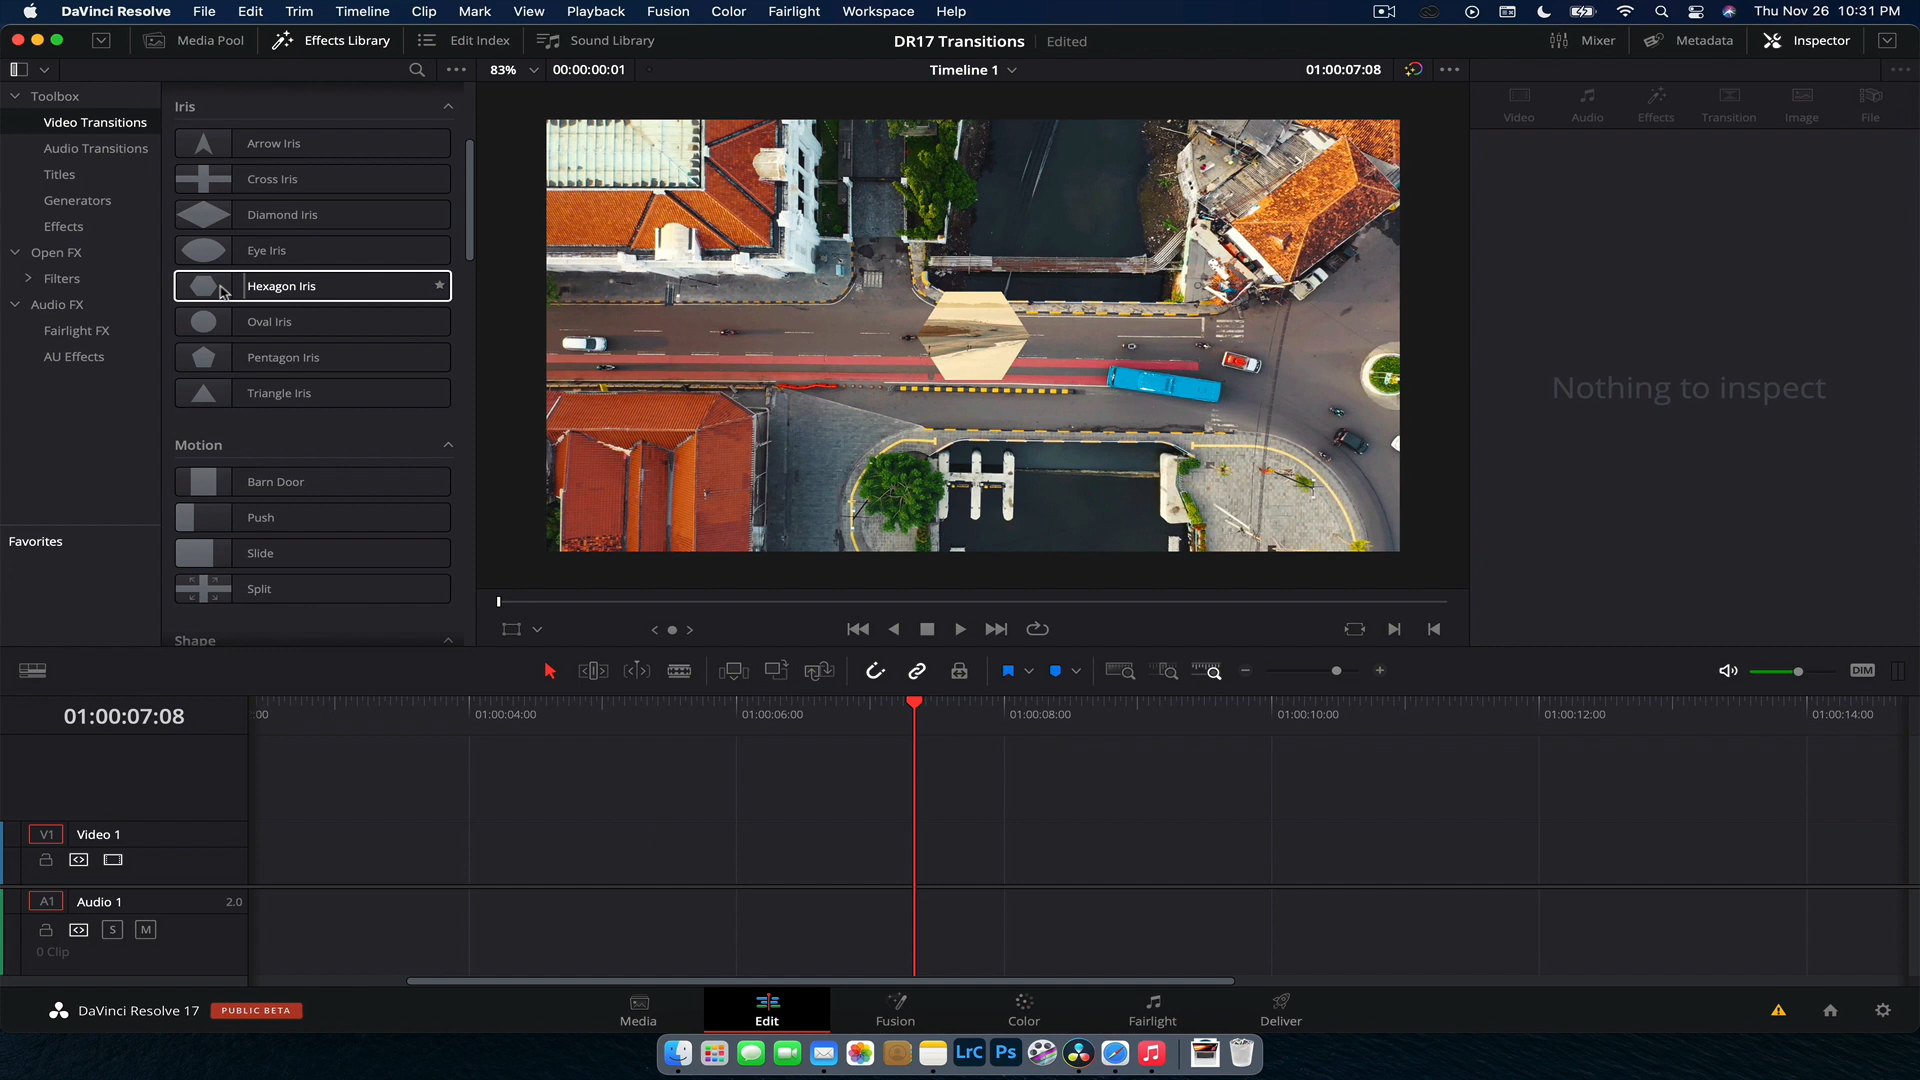 DaVinci Resolve File Edit Trim Timeline Clip Mark View Playback Fusion Color Fairlight Workspace Help Thu Nov 26 10:31 PM
Media Pool Effects Library Edit Index Sound Library DR17 Transitions Edited Mixer Metadata Inspector
83% 00:00:00:01 Timeline 1 01:00:07:08
Toolbox
Video Transitions
Audio Transitions
Titles
Generators
Effects
Open FX
Filters
Audio FX
Fairlight FX
AU Effects
Favorites
Iris
Arrow Iris
Cross Iris
Diamond Iris
Eye Iris
Hexagon Iris
Oval Iris
Pentagon Iris
Triangle Iris
Motion
Barn Door
Push
Slide
Split
Shape
Video Audio Effects Transition Image File
Nothing to inspect
DIM
01:00:07:08
:00 01:00:04:00 01:00:06:00 01:00:08:00 01:00:10:00 01:00:12:00 01:00:14:00
V1 Video 1
A1 Audio 1 2.0
S M
0 Clip
DaVinci Resolve 17 PUBLIC BETA
Media Edit Fusion Color Fairlight Deliver
LrC Ps